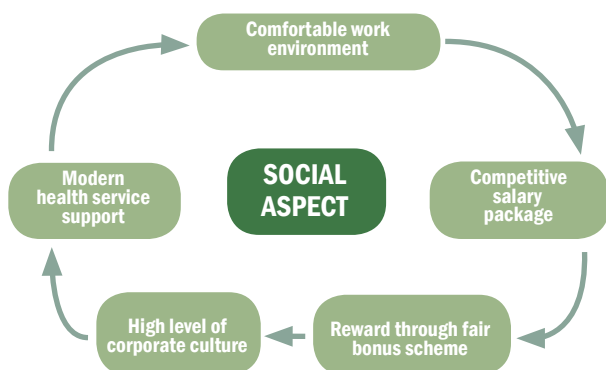 Comfortable work
environment
SOCIAL
ASPECT
Competitive
salary
package
Reward through fair
bonus scheme
High level of
corporate culture
Modern
health service
support